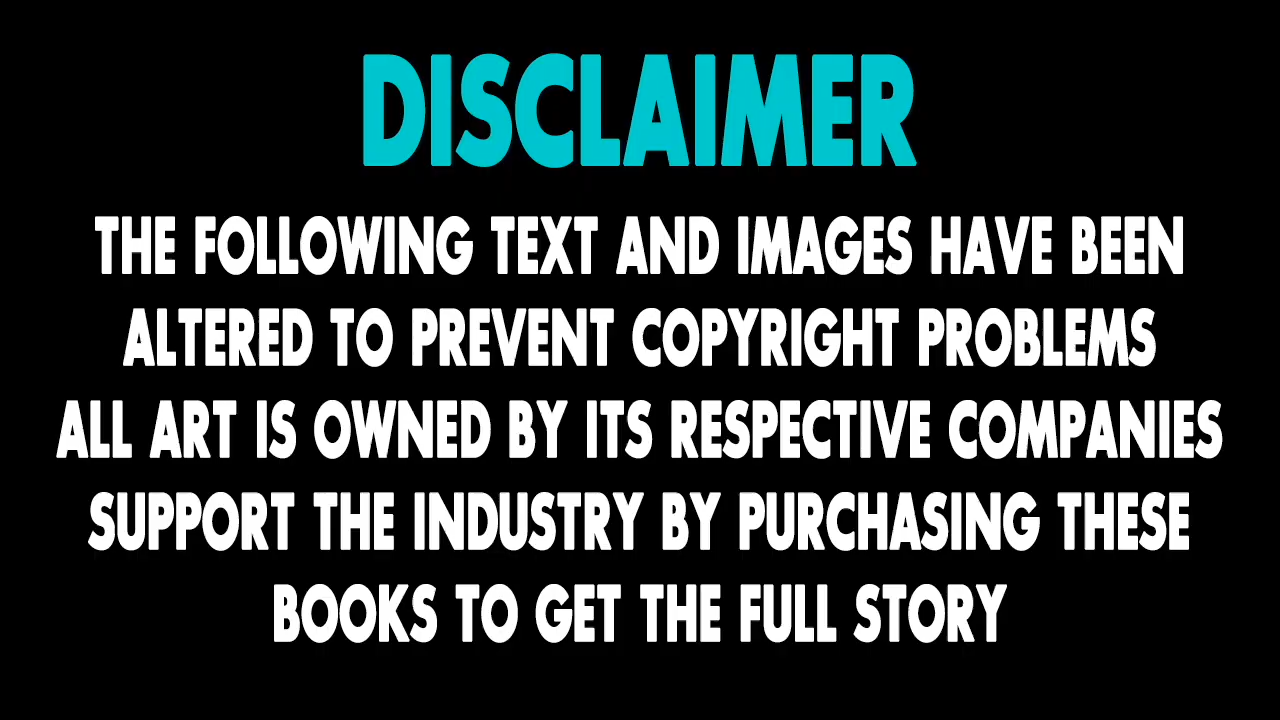 DISCLAIMER
THE FOLLOWING TEXT AND IMAGES HAVE BEEN
ALTERED TO PREVENT COPYRIGHT PROBLEMS
ALL ART IS OWNED BY ITS RESPECTIVE COMPANIES
SUPPORT THE INDUSTRY BY PURCHASING THESE
BOOKS TO GET THE FULL STORY